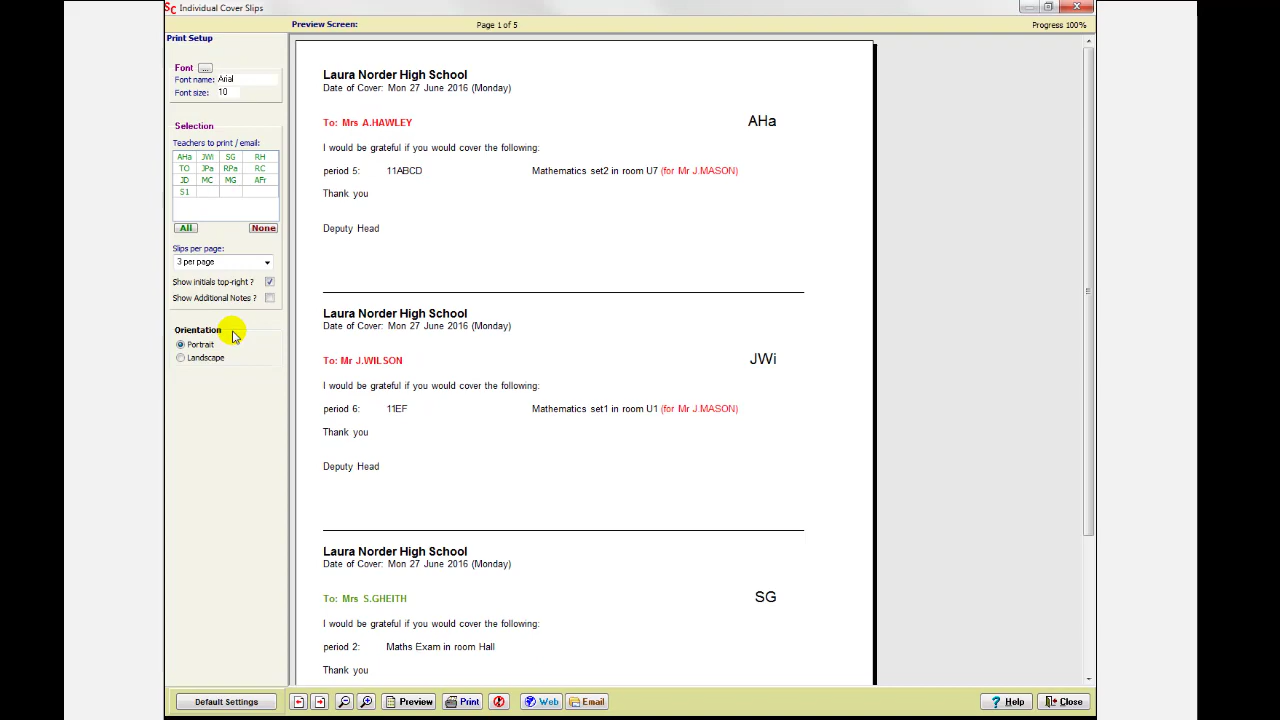 SC Individual Cover Slips
Preview Screen: Page 1 of 5 Progress 100%
Print Setup
Font ...
Font name: Arial
Font size: 10
Selection
Teachers to print / email:
AHa JWi SG RH
TO JPa RPa RC
JD MC MG AFr
S1
All None
Slips per page:
3 per page
Show initials top-right ?
Show Additional Notes ?
Orientation
Portrait
Landscape
Laura Norder High School
Date of Cover: Mon 27 June 2016 (Monday)
To: Mrs A.HAWLEY AHa
I would be grateful if you would cover the following:
period 5: 11ABCD Mathematics set2 in room U7 (for Mr J.MASON)
Thank you
Deputy Head
Laura Norder High School
Date of Cover: Mon 27 June 2016 (Monday)
To: Mr J.WILSON JWi
I would be grateful if you would cover the following:
period 6: 11EF Mathematics set1 in room U1 (for Mr J.MASON)
Thank you
Deputy Head
Laura Norder High School
Date of Cover: Mon 27 June 2016 (Monday)
To: Mrs S.GHEITH SG
I would be grateful if you would cover the following:
period 2: Maths Exam in room Hall
Thank you
Default Settings Preview Print Web Email ? Help Close